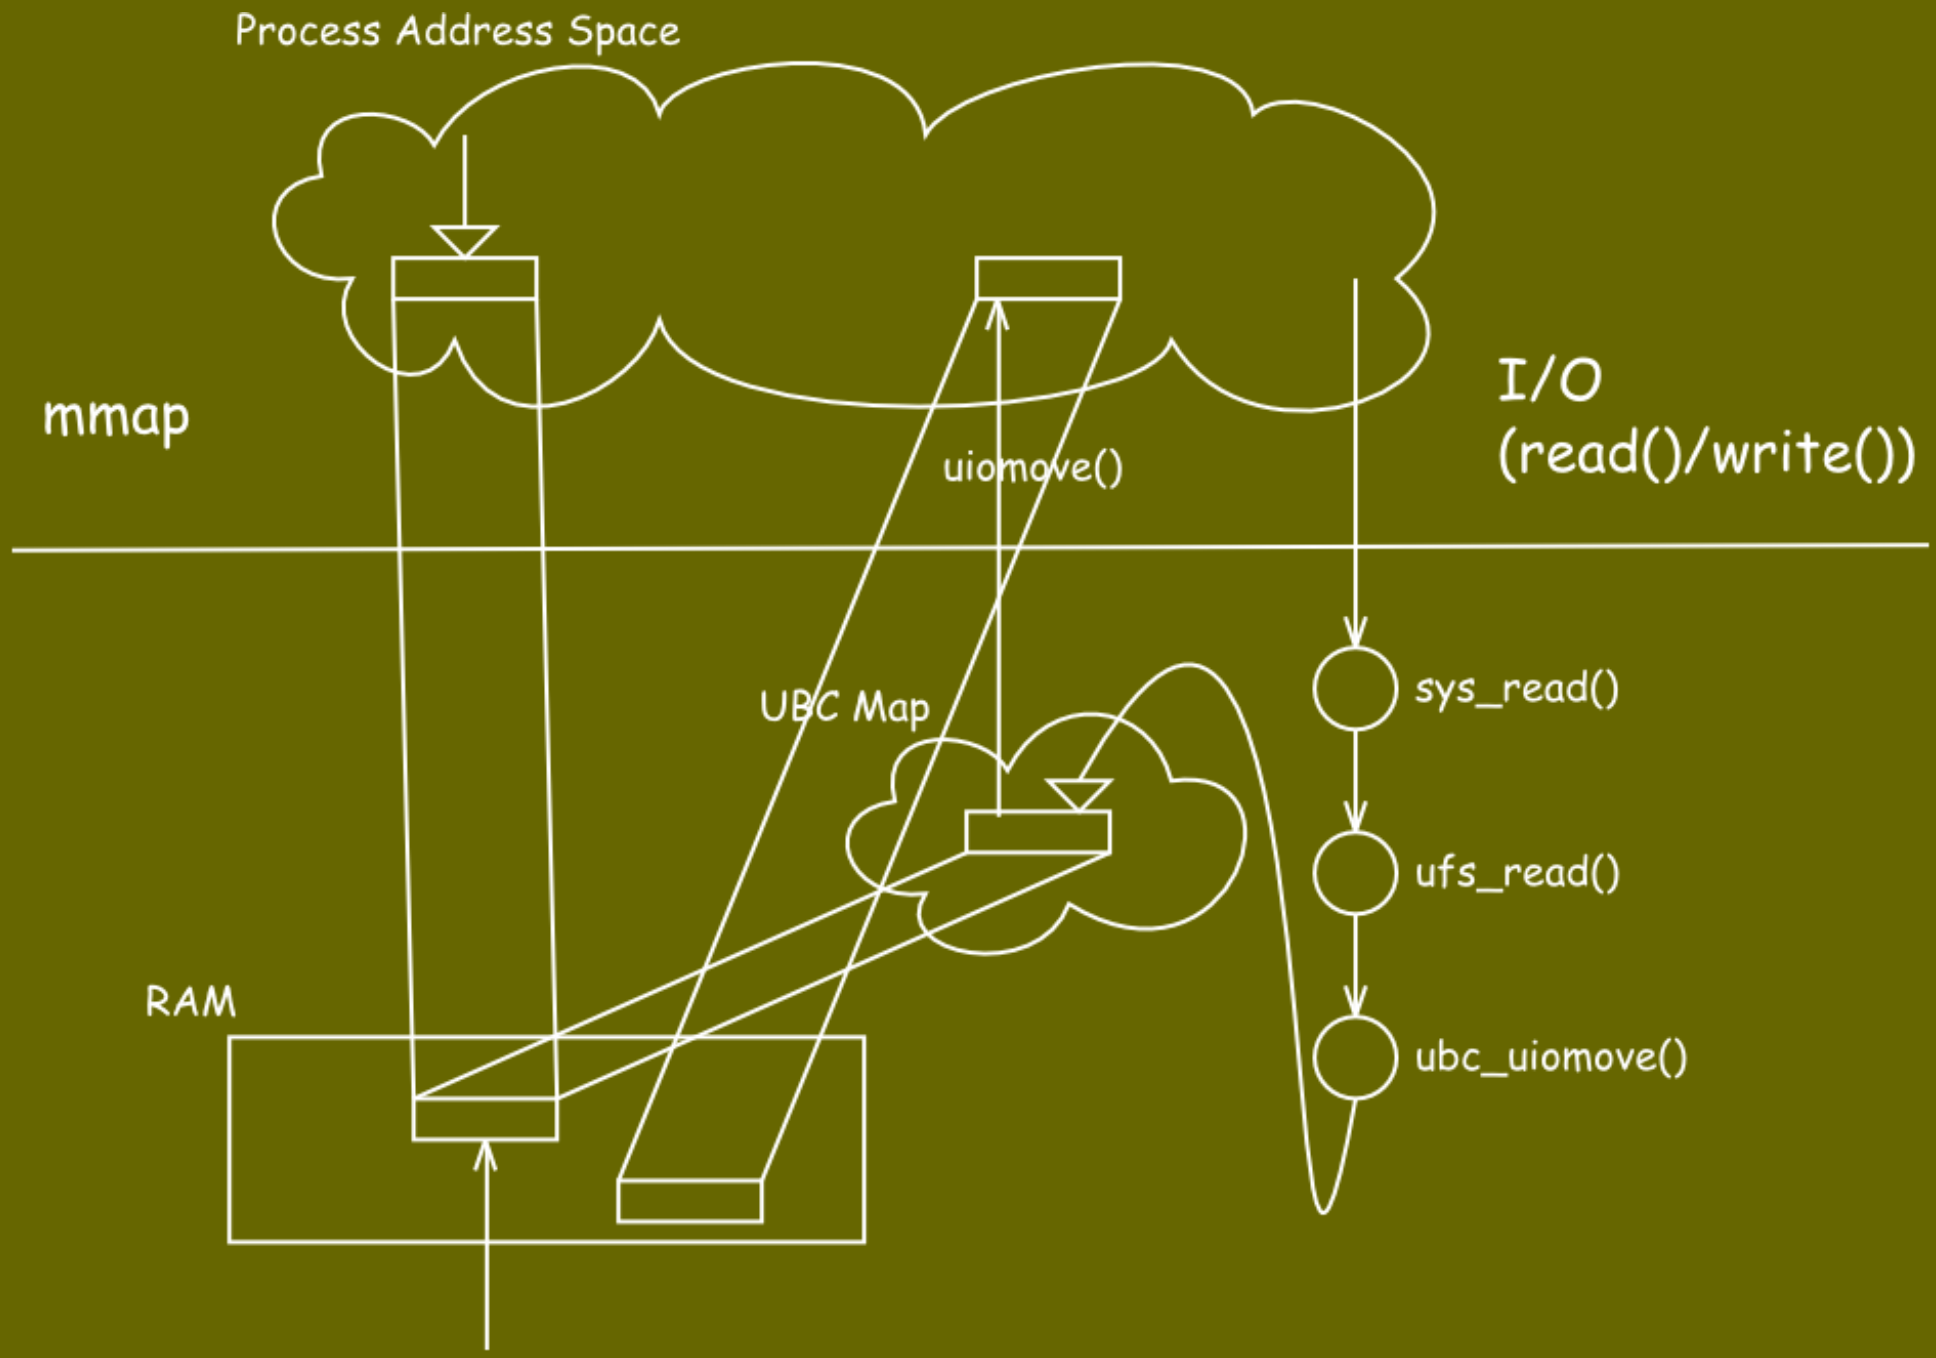 Process Address Space
mmap
I/O
(read()/write())
uiomove()
sys_read()
UBC Map
ufs_read()
RAM
ubc_uiomove()